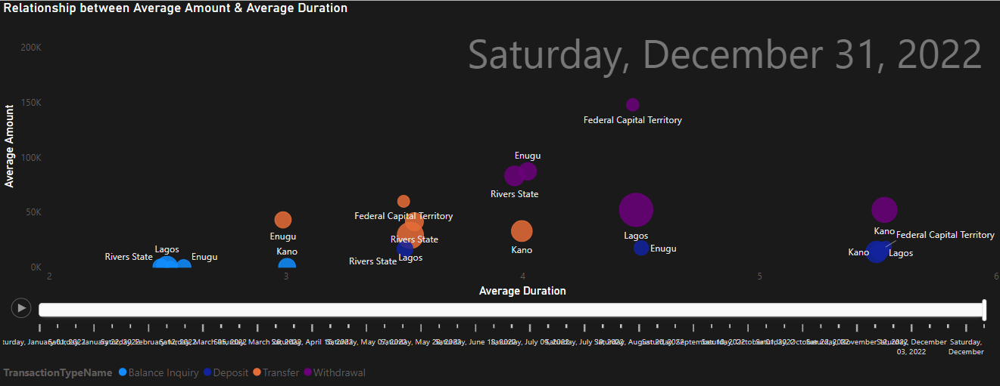 Relationship between Average Amount & Average Duration
Saturday, December 31, 2022
200K
150K
100K
50K
0K
Average Amount
Federal Capital Territory
Enugu
Rivers State
Federal Capital Territory
Enugu
Rivers State
Kano
Lagos
Kano
Federal Capital Territory
Lagos
Kano
Enugu
Rivers State
Lagos
Enugu
Kano
Lagos
Rivers State
2
3
4
5
6
Average Duration
Saturday, December
03, 2022
Saturday,
December
TransactionTypeName
Balance Inquiry
Deposit
Transfer
Withdrawal